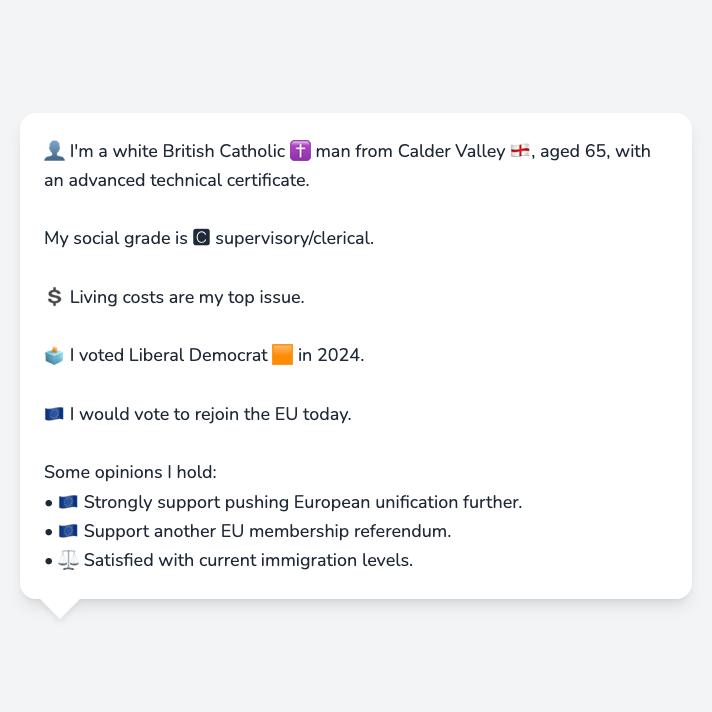 👤 I'm a white British Catholic ✝️ man from Calder Valley 🏴󠁧󠁢󠁥󠁮󠁧󠁿, aged 65, with
an advanced technical certificate.
My social grade is 🅲 supervisory/clerical.
💲 Living costs are my top issue.
🗳️ I voted Liberal Democrat 🟧 in 2024.
🇪🇺 I would vote to rejoin the EU today.
Some opinions I hold:
• 🇪🇺 Strongly support pushing European unification further.
• 🇪🇺 Support another EU membership referendum.
• ⚖️ Satisfied with current immigration levels.